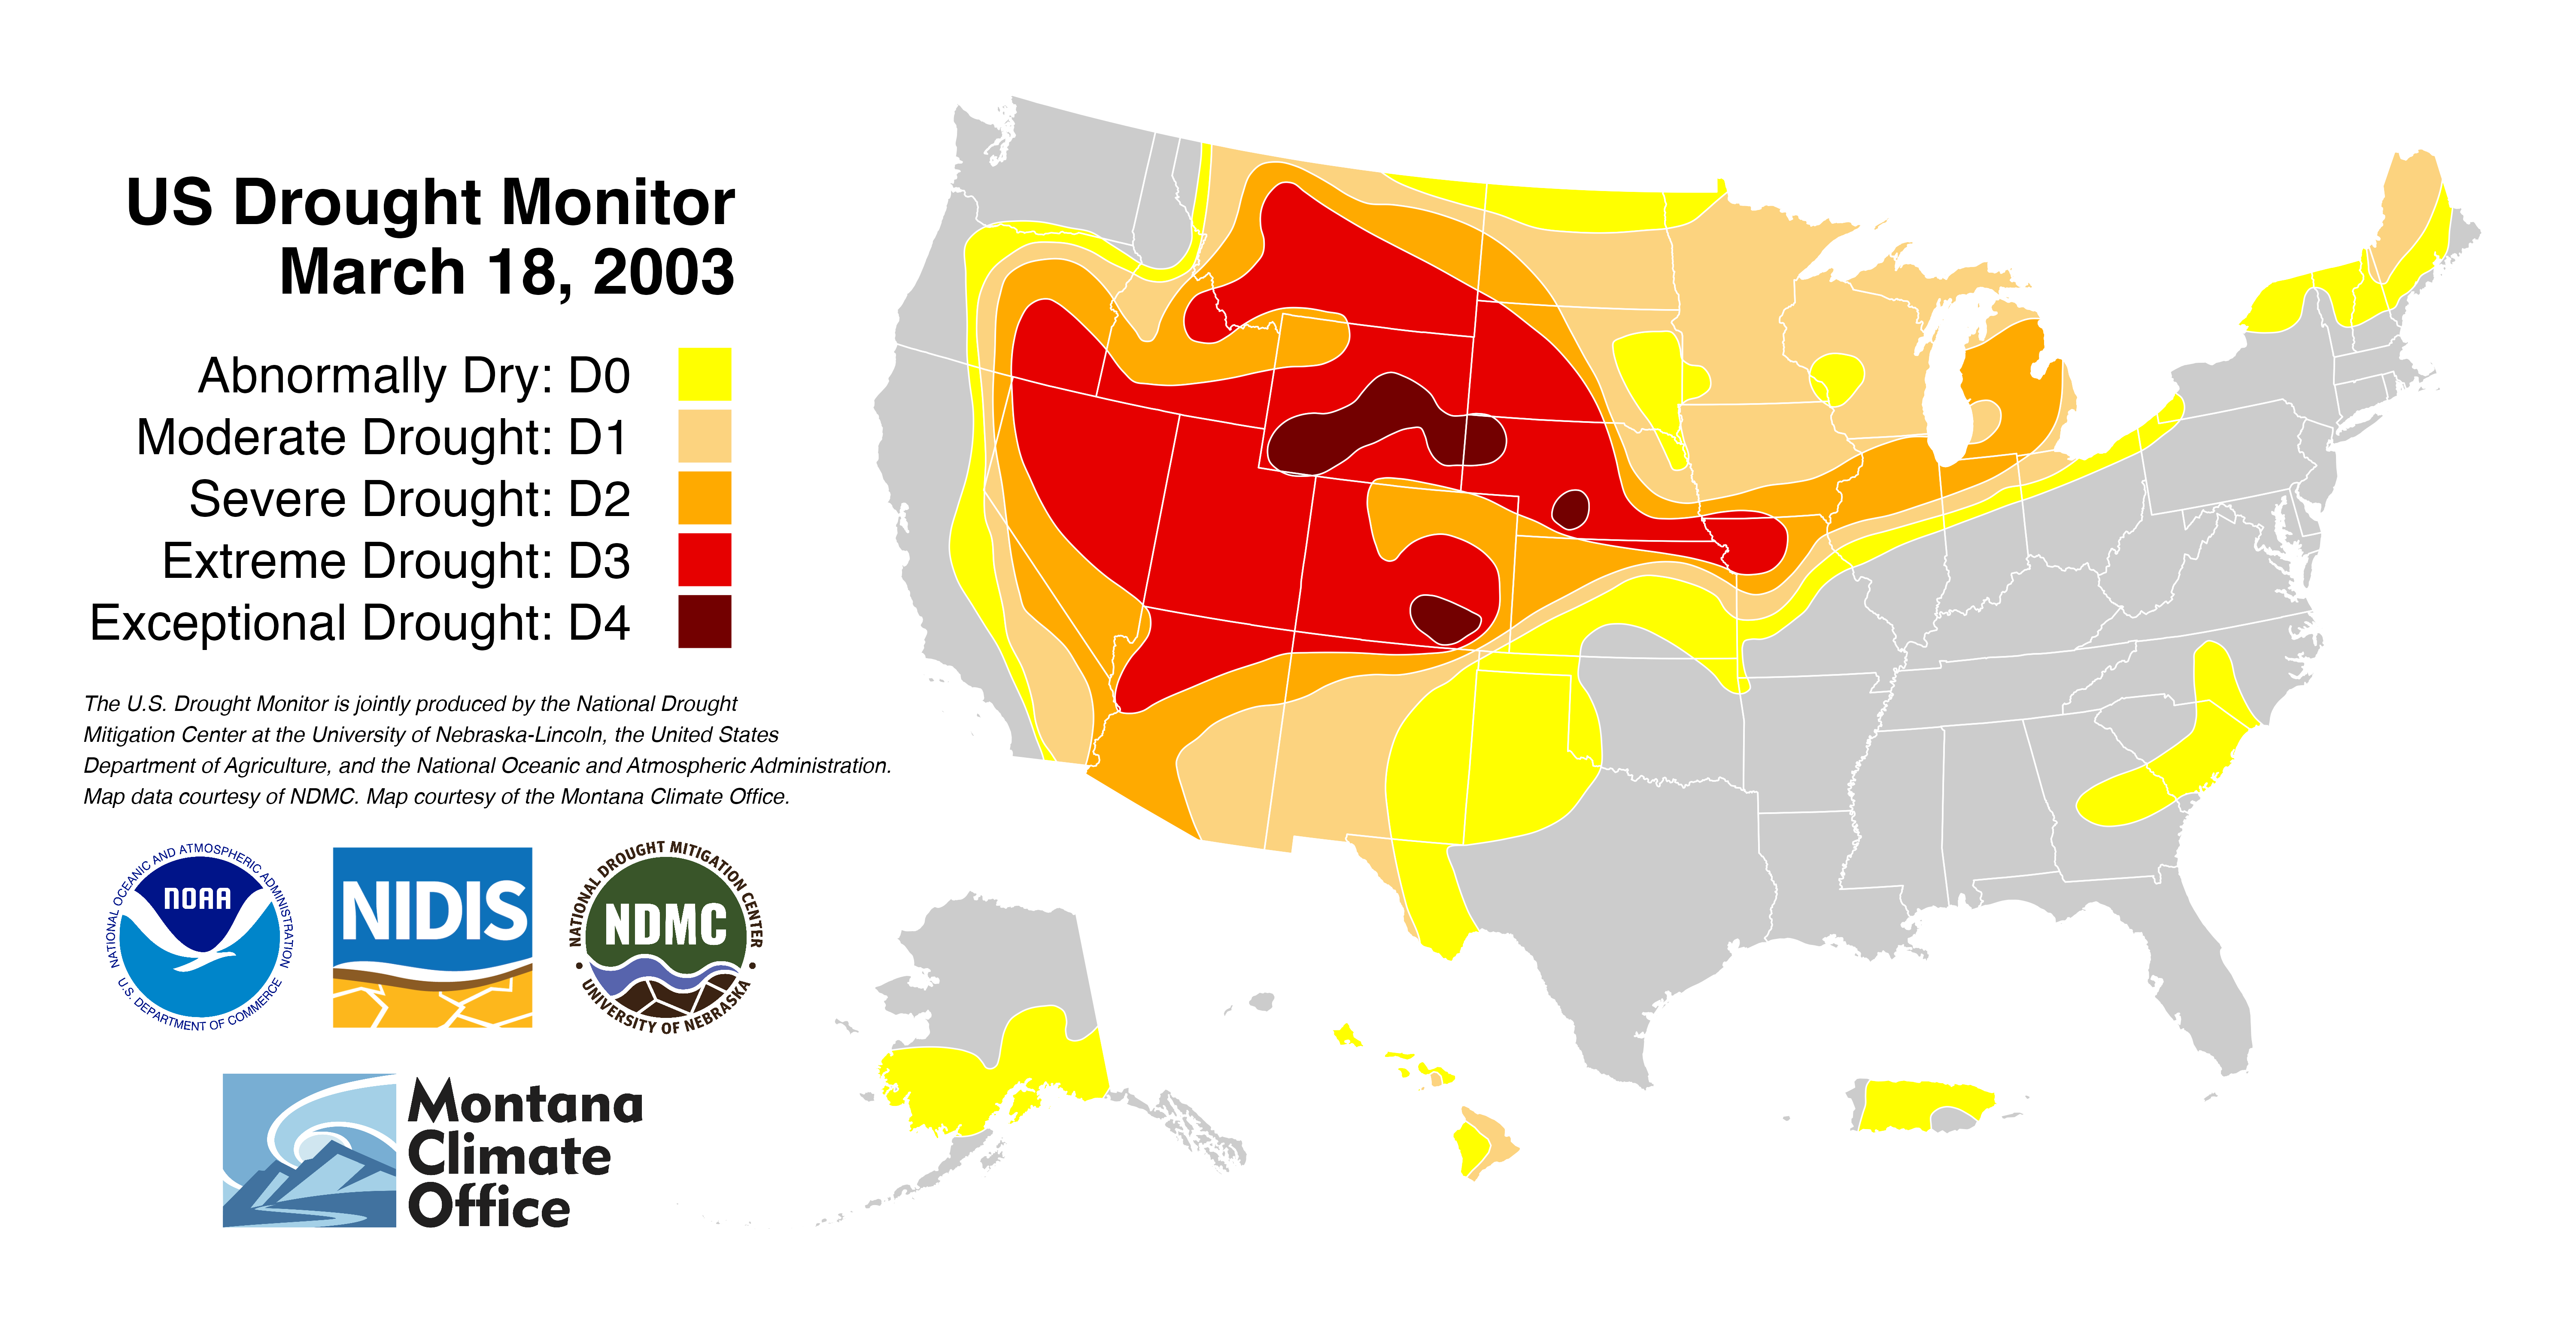 US Drought Monitor
March 18, 2003
Abnormally Dry: D0
Moderate Drought: D1
Severe Drought: D2
Extreme Drought: D3
Exceptional Drought: D4
The U.S. Drought Monitor is jointly produced by the National Drought
Mitigation Center at the University of Nebraska-Lincoln, the United States
Department of Agriculture, and the National Oceanic and Atmospheric Administration.
Map data courtesy of NDMC. Map courtesy of the Montana Climate Office.
NATIONAL OCEANIC AND ATMOSPHERIC ADMINISTRATION
NOAA
U.S. DEPARTMENT OF COMMERCE
NIDIS
NATIONAL DROUGHT MITIGATION CENTER
NDMC
• UNIVERSITY OF NEBRASKA •
Montana
Climate
Office